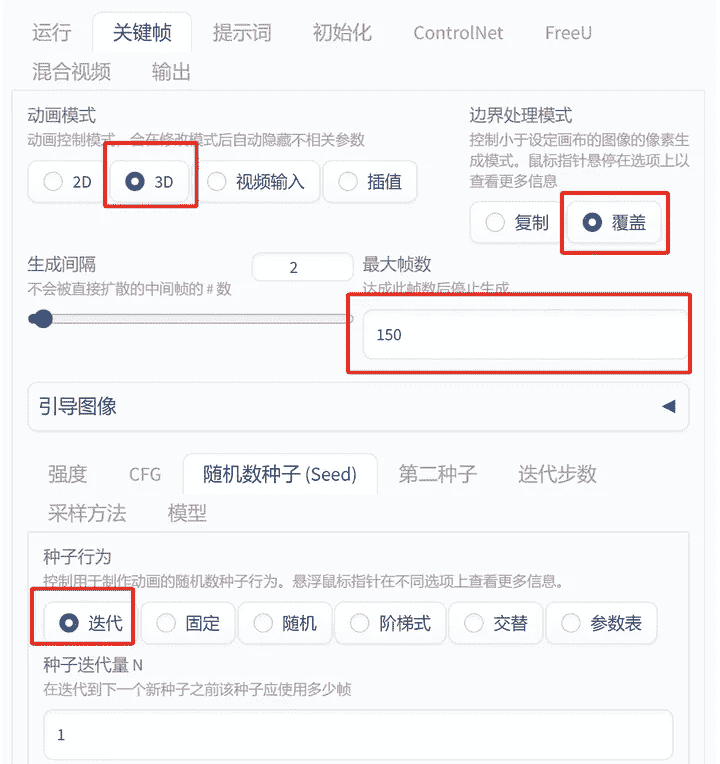 运行 关键帧 提示词 初始化 ControlNet FreeU
混合视频 输出
动画模式
动画控制模式，会在修改模式后自动隐藏不相关参数
2D 3D 视频输入 插值
边界处理模式
控制小于设定画布的图像的像素生
成模式。鼠标指针悬停在选项上以
查看更多信息
复制 覆盖
生成间隔 2
不会被直接扩散的中间帧的 # 数
最大帧数
达成此帧数后停止生成
150
引导图像
强度 CFG 随机数种子 (Seed) 第二种子 迭代步数
采样方法 模型
种子行为
控制用于制作动画的随机数种子行为。悬浮鼠标指针在不同选项上查看更多信息。
迭代 固定 随机 阶梯式 交替 参数表
种子迭代量 N
在迭代到下一个新种子之前该种子应使用多少帧
1